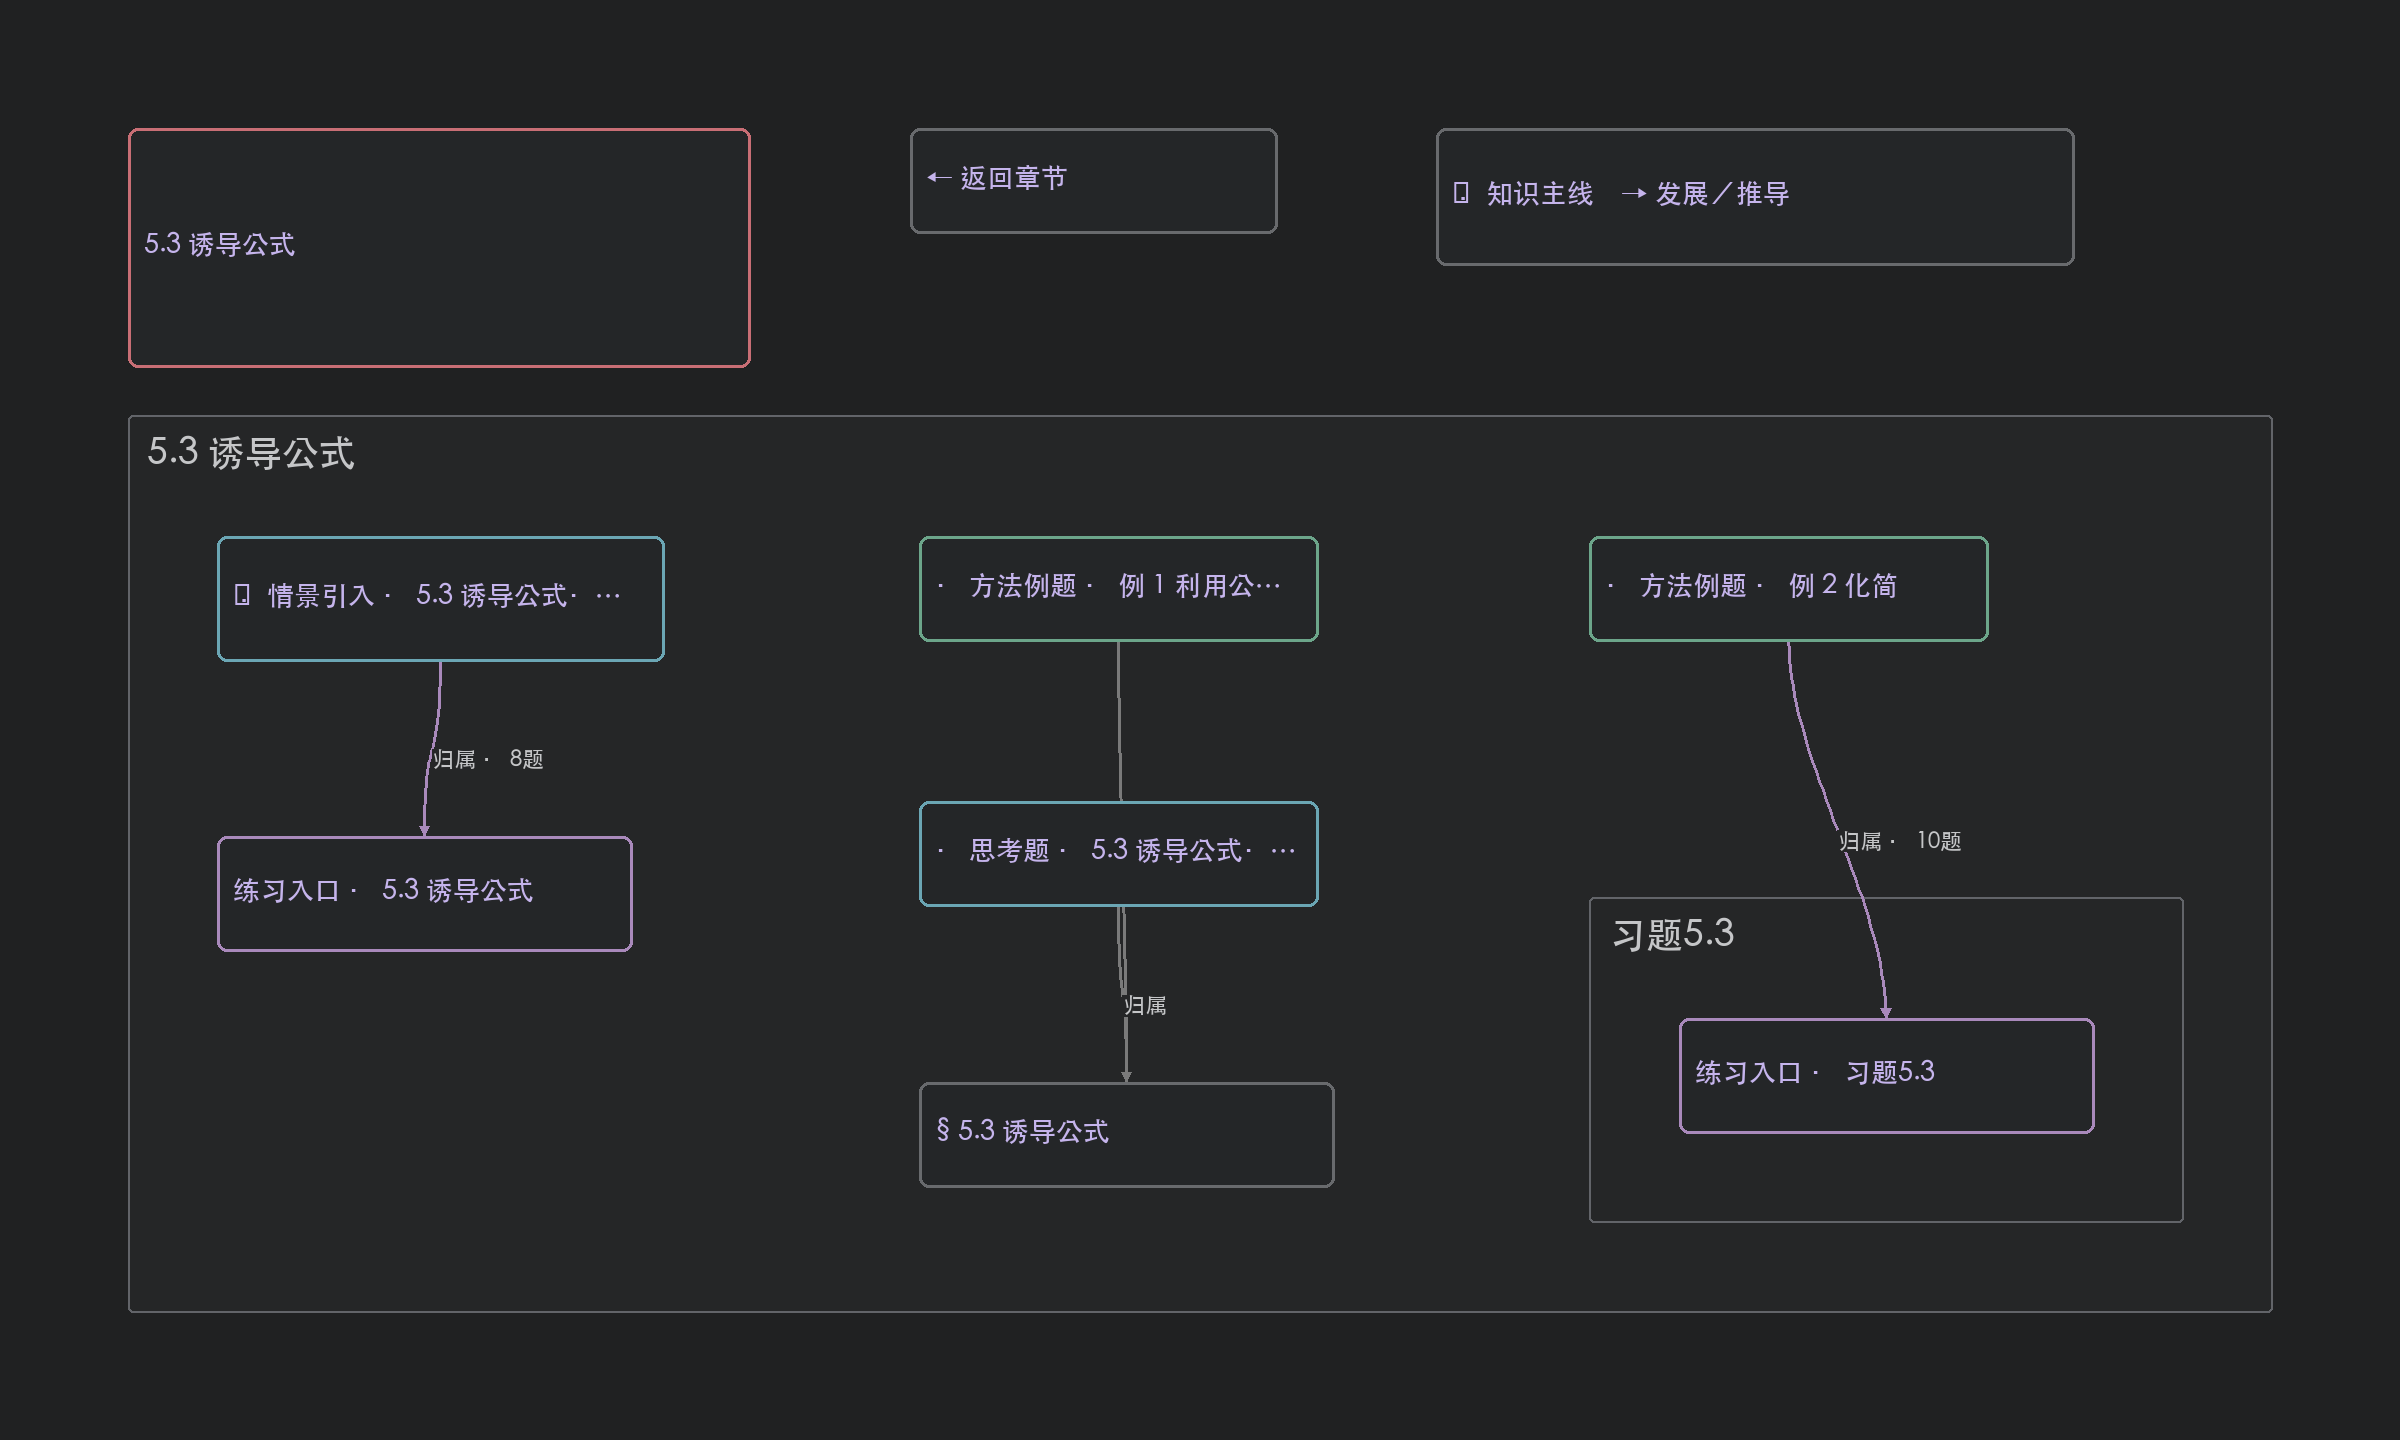 5.3 诱导公式
← 返回章节
知识主线 → 发展／推导
5.3 诱导公式
情景引入 · 5.3 诱导公式· …
· 方法例题 · 例 1 利用公…
· 方法例题 · 例 2 化简
归属 · 8题
· 思考题 · 5.3 诱导公式· …
归属 · 10题
练习入口 · 5.3 诱导公式
习题5.3
归属
练习入口 · 习题5.3
§ 5.3 诱导公式